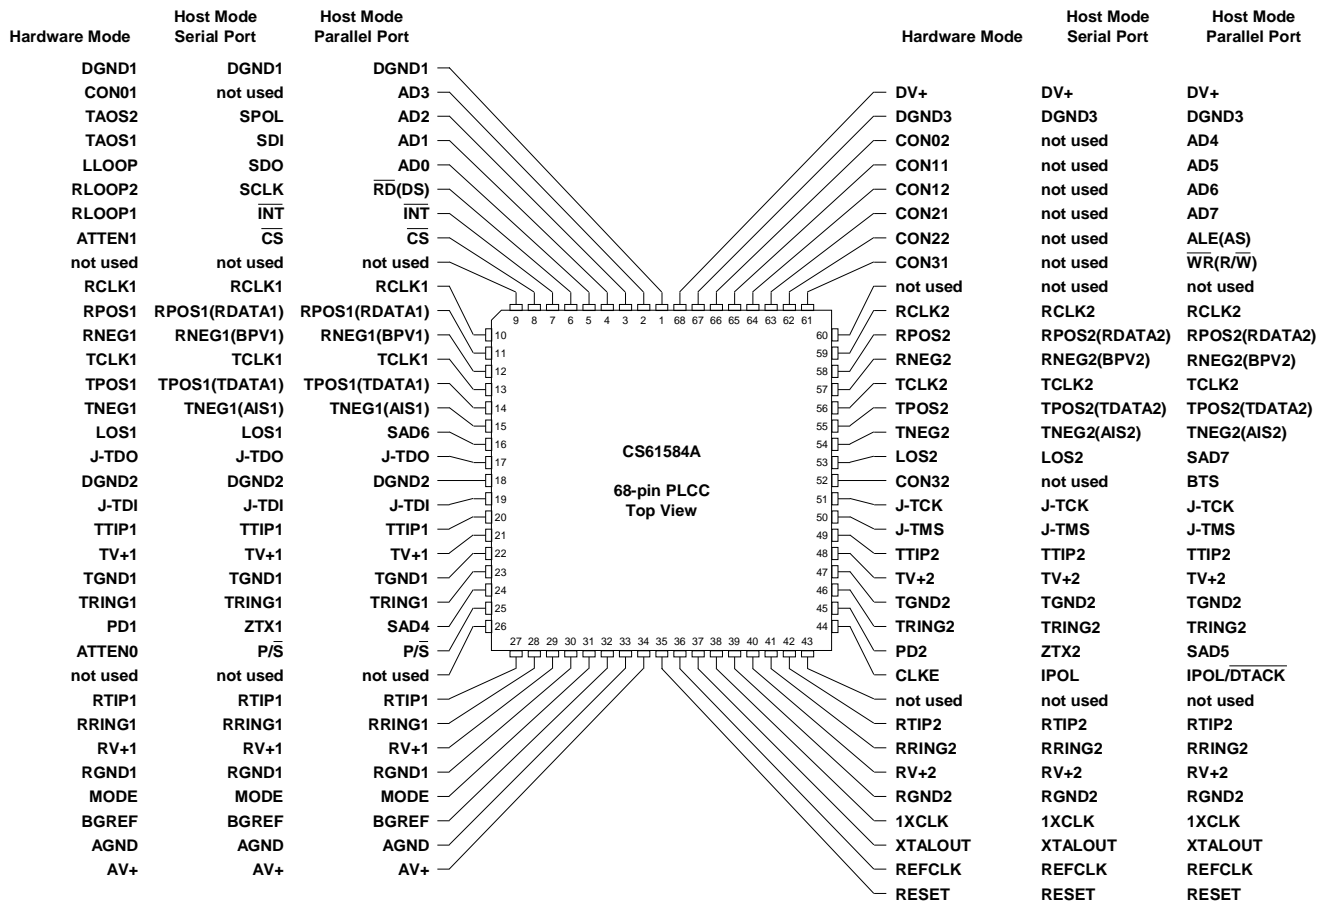 Hardware Mode Host Mode Serial Port Host Mode Parallel Port
DGND1 DGND1 DGND1
CON01 not used AD3
TAOS2 SPOL AD2
TAOS1 SDI AD1
LLOOP SDO AD0
RLOOP2 SCLK R̅D̅(DS)
RLOOP1 I̅N̅T̅ I̅N̅T̅
ATTEN1 C̅S̅ C̅S̅
not used not used not used
RCLK1 RCLK1 RCLK1
RPOS1 RPOS1(RDATA1) RPOS1(RDATA1)
RNEG1 RNEG1(BPV1) RNEG1(BPV1)
TCLK1 TCLK1 TCLK1
TPOS1 TPOS1(TDATA1) TPOS1(TDATA1)
TNEG1 TNEG1(AIS1) TNEG1(AIS1)
LOS1 LOS1 SAD6
J-TDO J-TDO J-TDO
DGND2 DGND2 DGND2
J-TDI J-TDI J-TDI
TTIP1 TTIP1 TTIP1
TV+1 TV+1 TV+1
TGND1 TGND1 TGND1
TRING1 TRING1 TRING1
PD1 ZTX1 SAD4
ATTEN0 P/S̅ P/S̅
not used not used not used
RTIP1 RTIP1 RTIP1
RRING1 RRING1 RRING1
RV+1 RV+1 RV+1
RGND1 RGND1 RGND1
MODE MODE MODE
BGREF BGREF BGREF
AGND AGND AGND
AV+ AV+ AV+
9 8 7 6 5 4 3 2 1 68 67 66 65 64 63 62 61
10
11
12
13
14
15
16
17
18
19
20
21
22
23
24
25
26
CS61584A
68-pin PLCC
Top View
60
59
58
57
56
55
54
53
52
51
50
49
48
47
46
45
44
27 28 29 30 31 32 33 34 35 36 37 38 39 40 41 42 43
Hardware Mode Host Mode Serial Port Host Mode Parallel Port
DV+ DV+ DV+
DGND3 DGND3 DGND3
CON02 not used AD4
CON11 not used AD5
CON12 not used AD6
CON21 not used AD7
CON22 not used ALE(AS)
CON31 not used W̅R̅(R/W̅)
not used not used not used
RCLK2 RCLK2 RCLK2
RPOS2 RPOS2(RDATA2) RPOS2(RDATA2)
RNEG2 RNEG2(BPV2) RNEG2(BPV2)
TCLK2 TCLK2 TCLK2
TPOS2 TPOS2(TDATA2) TPOS2(TDATA2)
TNEG2 TNEG2(AIS2) TNEG2(AIS2)
LOS2 LOS2 SAD7
CON32 not used BTS
J-TCK J-TCK J-TCK
J-TMS J-TMS J-TMS
TTIP2 TTIP2 TTIP2
TV+2 TV+2 TV+2
TGND2 TGND2 TGND2
TRING2 TRING2 TRING2
PD2 ZTX2 SAD5
CLKE IPOL IPOL/D̅T̅A̅C̅K̅
not used not used not used
RTIP2 RTIP2 RTIP2
RRING2 RRING2 RRING2
RV+2 RV+2 RV+2
RGND2 RGND2 RGND2
1XCLK 1XCLK 1XCLK
XTALOUT XTALOUT XTALOUT
REFCLK REFCLK REFCLK
RESET RESET RESET